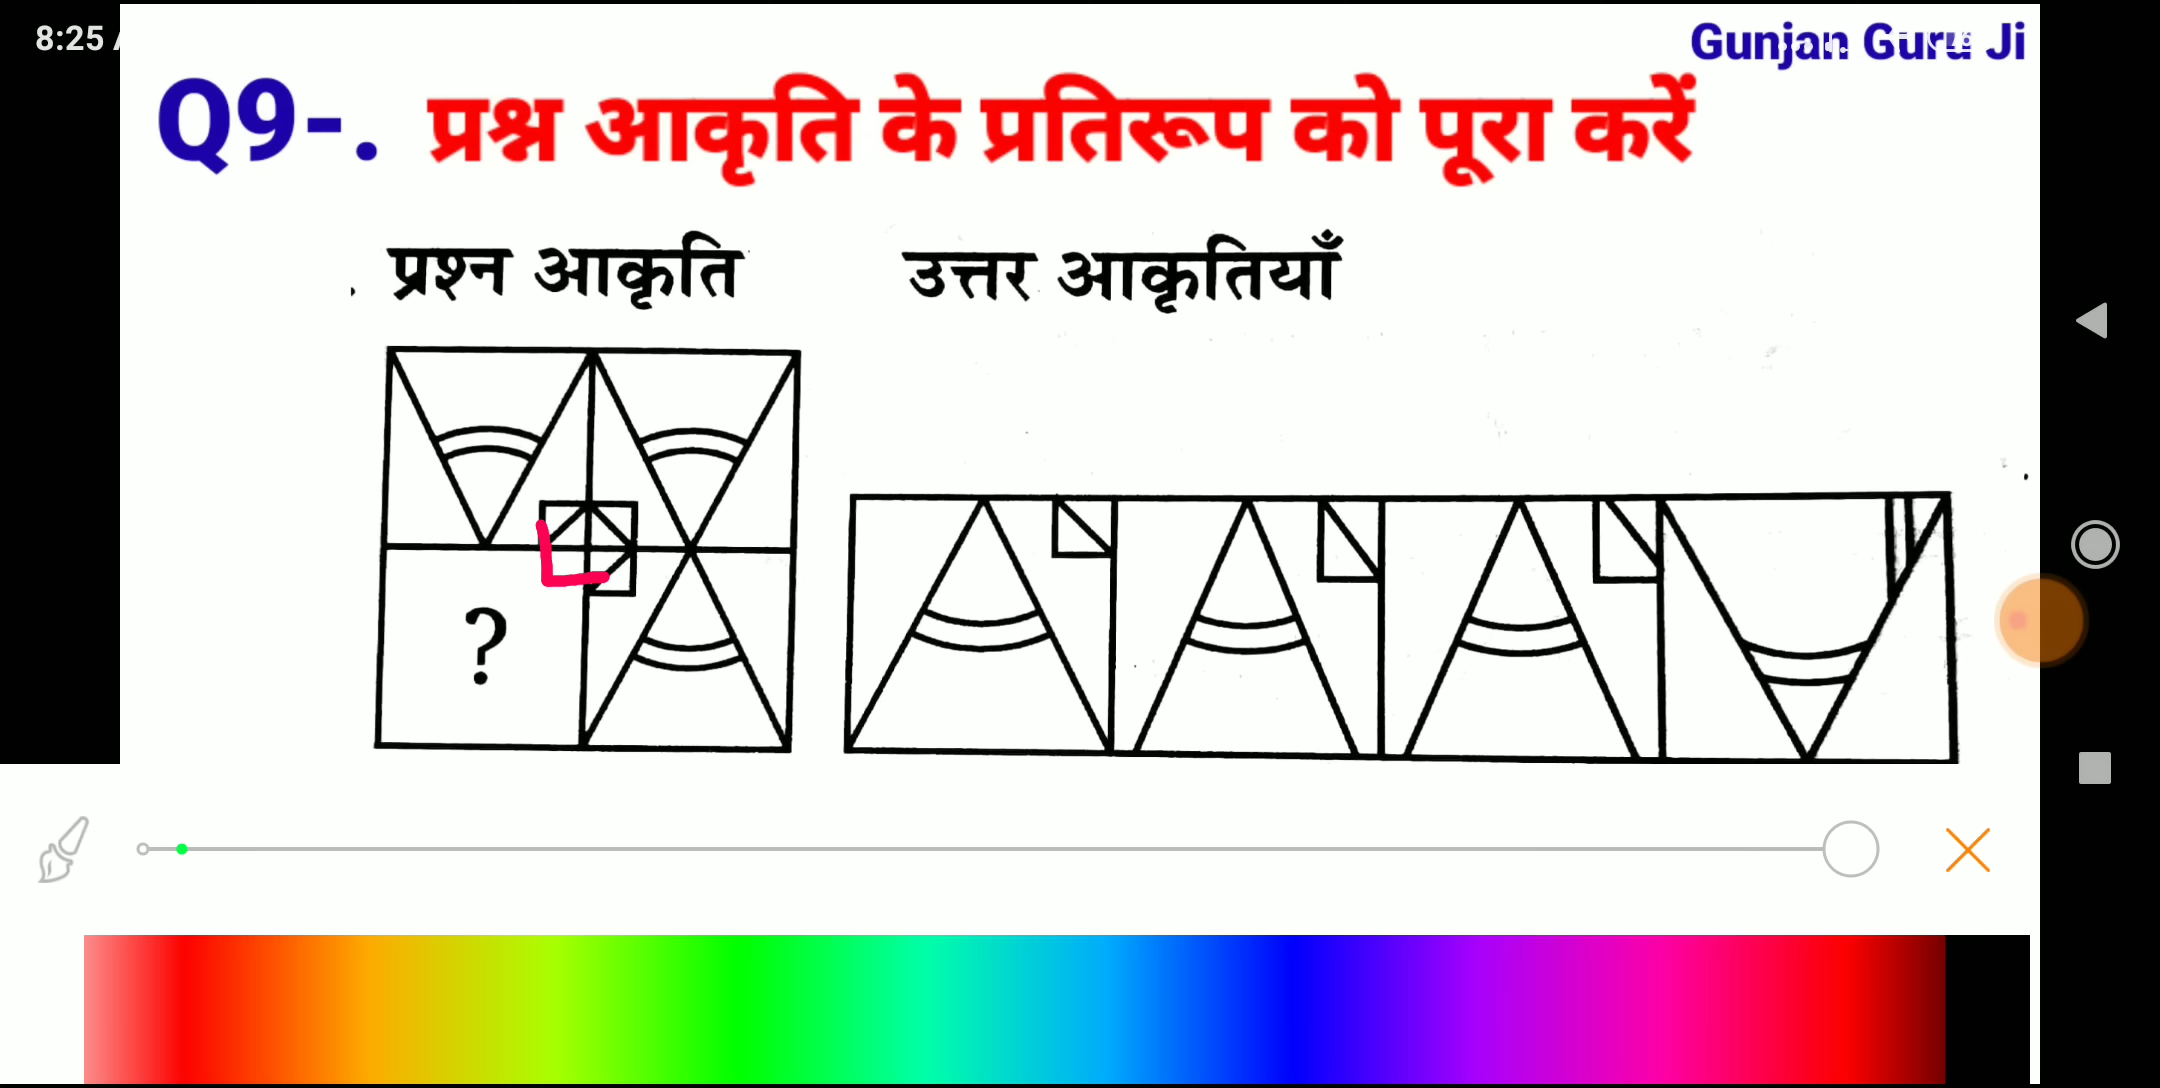 8:25
Gunjan Guru Ji
Q9-. प्रश्न आकृति के प्रतिरूप को पूरा करें
प्रश्न आकृति
उत्तर आकृतियाँ
?